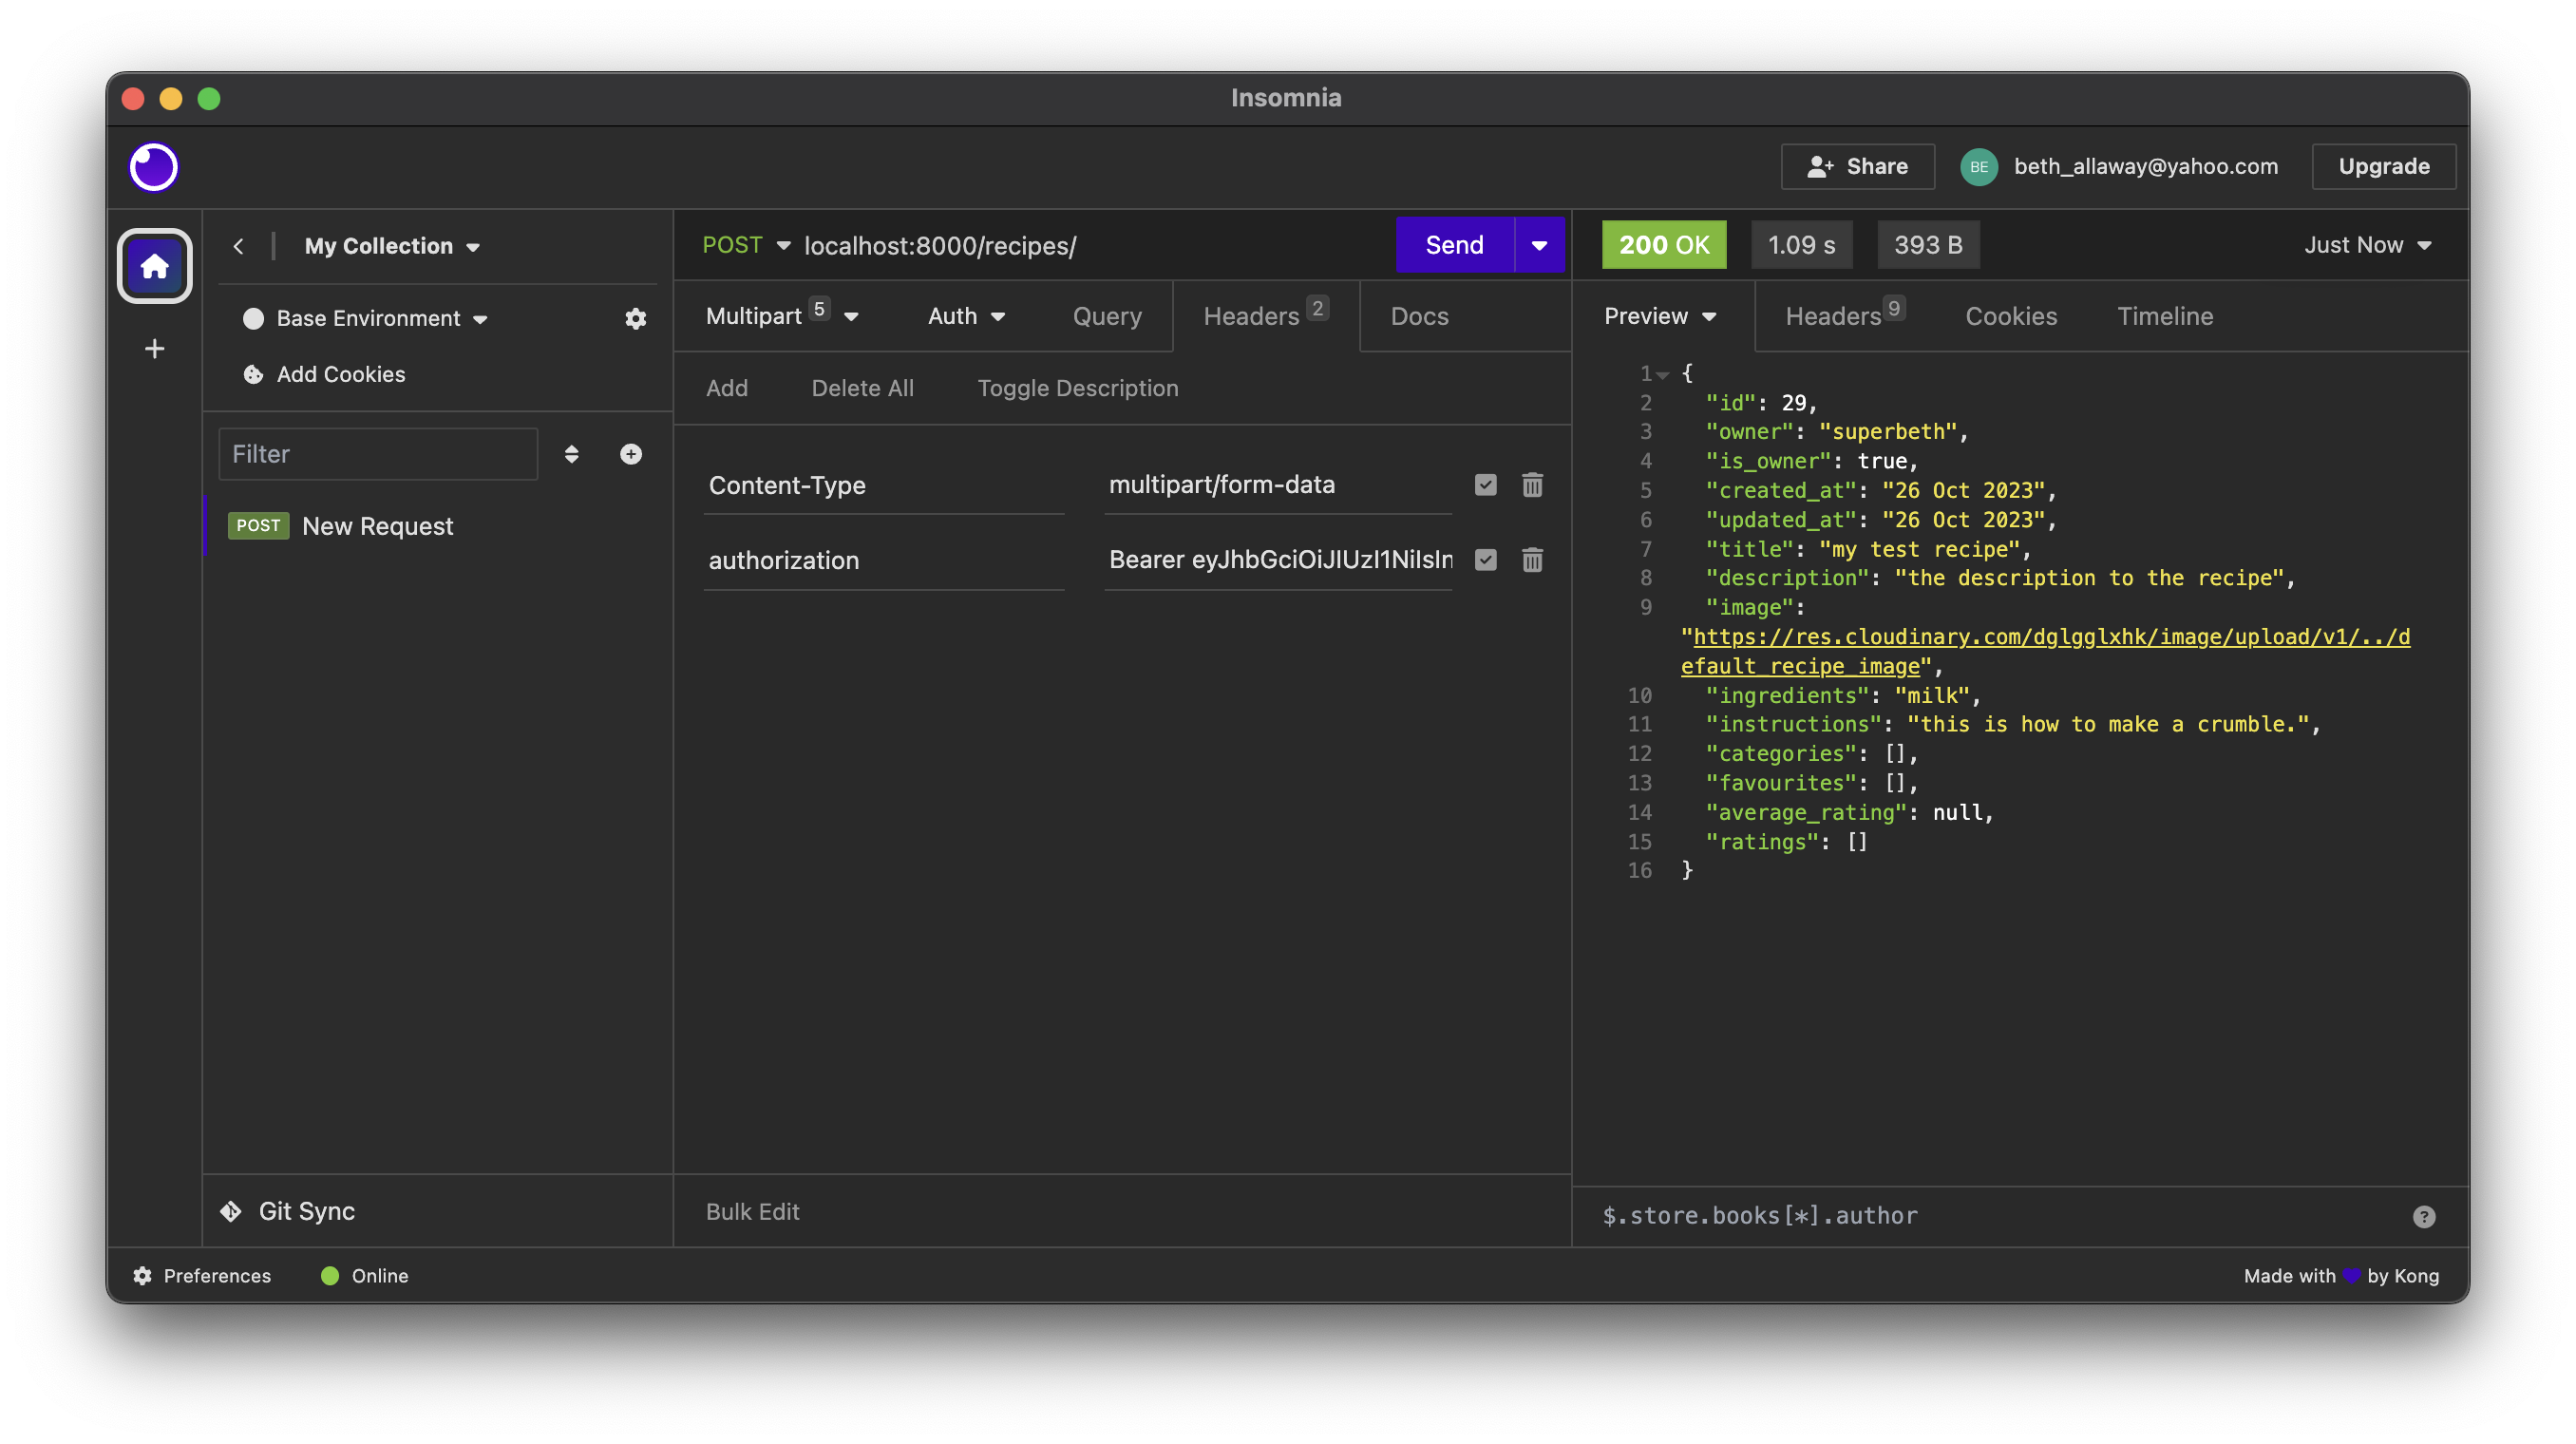 Insomnia
Share
BE
beth_allaway@yahoo.com
Upgrade
My Collection
Base Environment
Add Cookies
Filter
POST New Request
Git Sync
POST localhost:8000/recipes/
Send
Multipart 5
Auth
Query
Headers 2
Docs
Add
Delete All
Toggle Description
Content-Type multipart/form-data
authorization Bearer eyJhbGciOiJIUzI1NiIsIn
Bulk Edit
200 OK
1.09 s
393 B
Just Now
Preview
Headers 9
Cookies
Timeline
1 {
2 "id": 29,
3 "owner": "superbeth",
4 "is_owner": true,
5 "created_at": "26 Oct 2023",
6 "updated_at": "26 Oct 2023",
7 "title": "my test recipe",
8 "description": "the description to the recipe",
9 "image":
"https://res.cloudinary.com/dglgglxhk/image/upload/v1/../d
efault_recipe_image",
10 "ingredients": "milk",
11 "instructions": "this is how to make a crumble.",
12 "categories": [],
13 "favourites": [],
14 "average_rating": null,
15 "ratings": []
16 }
$.store.books[*].author
Preferences
Online
Made with 💜 by Kong